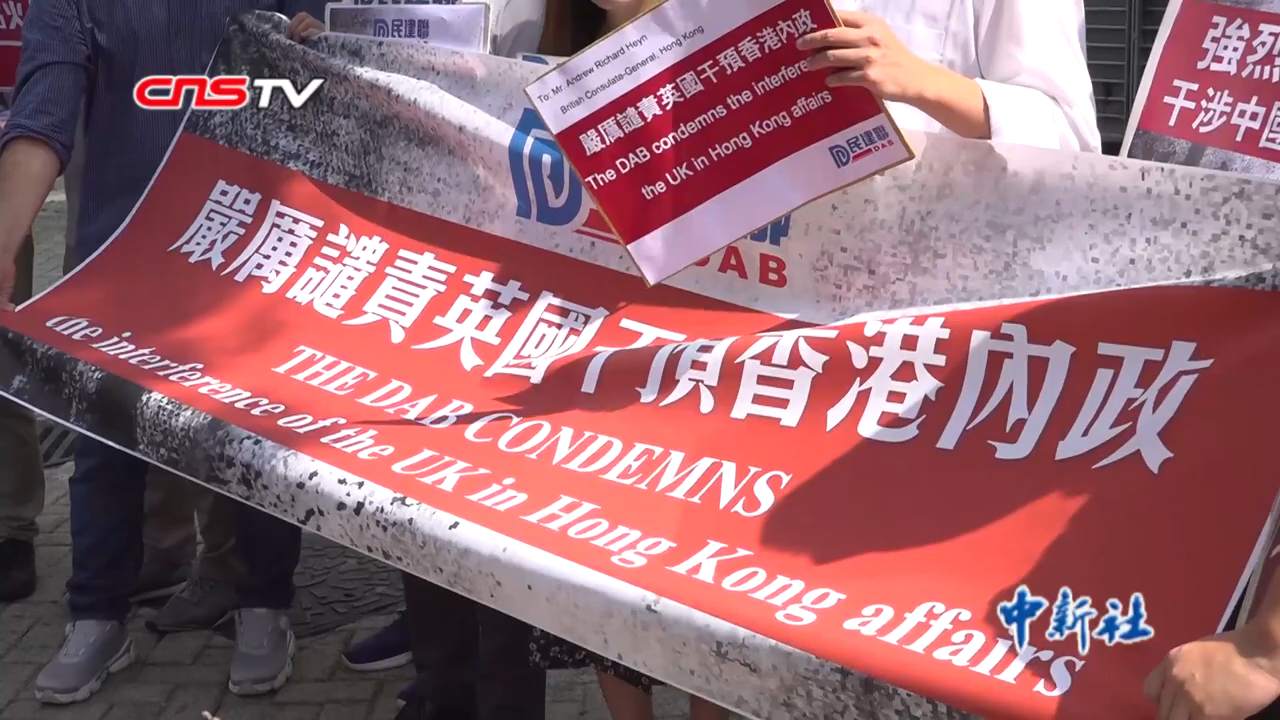 火
民建聯
CNSTV
To: Mr. Andrew Richard Heyn
British Consulats-General, Hong Kong
嚴厲譴責英國干預香港內政
The DAB condemns the interfere
the UK in Hong Kong affairs
民建聯
DAB
強烈
干涉中國
DAB
嚴厲譴責英國干預香港內政
THE DAB CONDEMNS
the interference of the UK in Hong Kong affairs
中新社